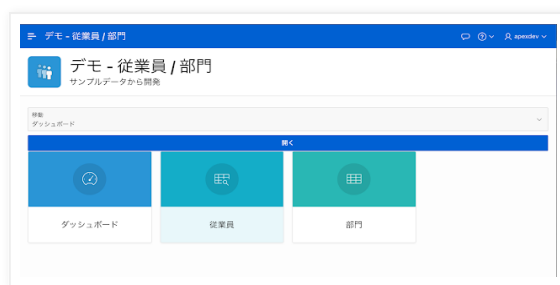 デモ - 従業員 / 部門
apexdev
デモ - 従業員 / 部門
サンプルデータから開発
移動
ダッシュボード
開く
ダッシュボード
従業員
部門